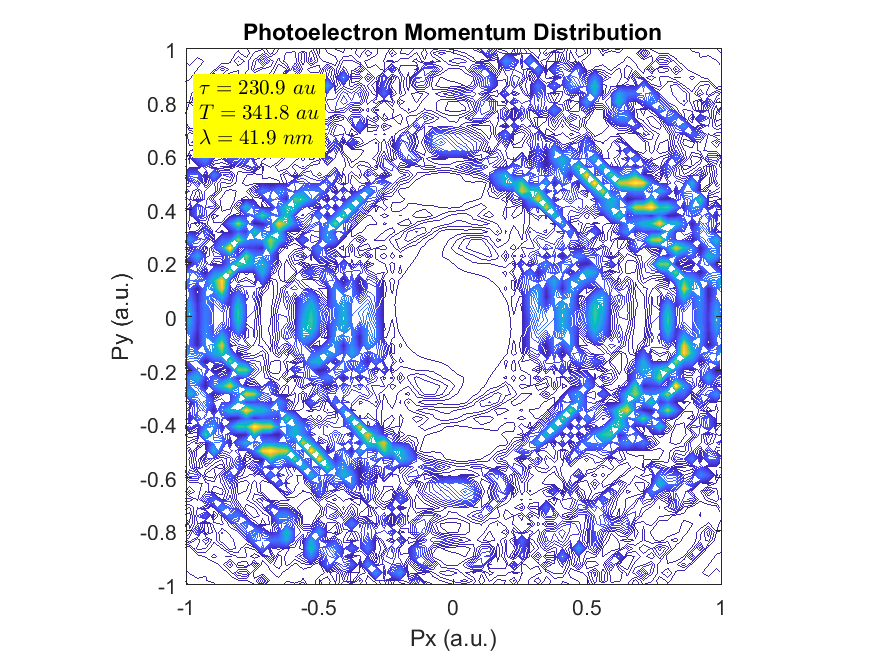 Photoelectron Momentum Distribution
τ = 230.9 au
T = 341.8 au
λ = 41.9 nm
1
0.8
0.6
0.4
0.2
0
-0.2
-0.4
-0.6
-0.8
-1
Py (a.u.)
-1
-0.5
0
0.5
1
Px (a.u.)